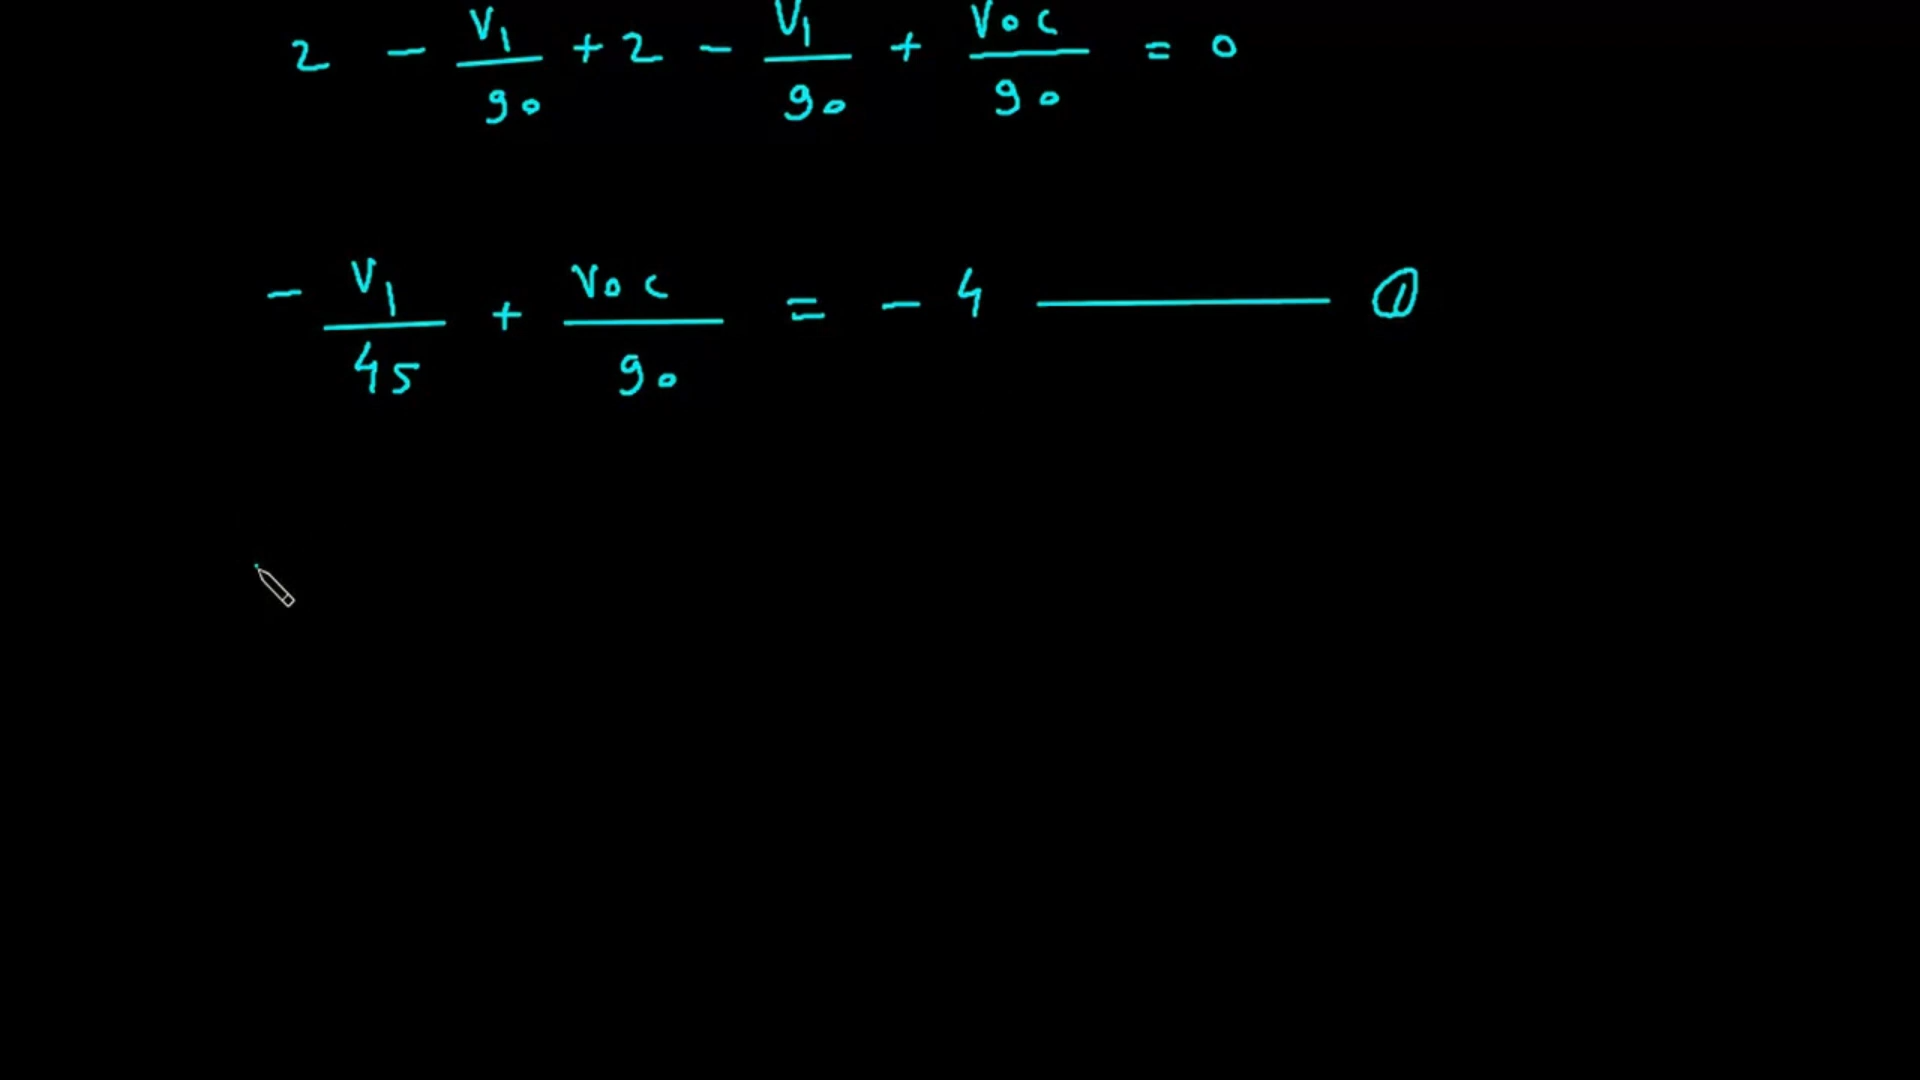 2 - V₁/90 + 2 - V₁/90 + Voc/90 = 0
- V₁/45 + Voc/90 = - 4 ——— ①